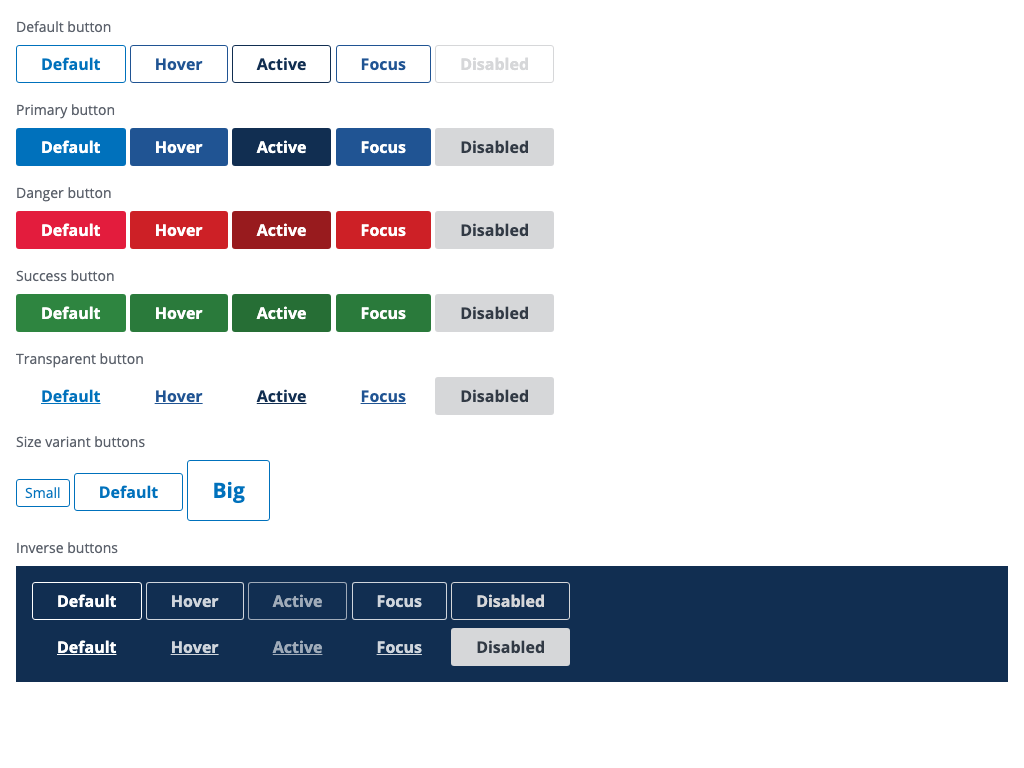 Default button
Default Hover Active Focus Disabled
Primary button
Default Hover Active Focus Disabled
Danger button
Default Hover Active Focus Disabled
Success button
Default Hover Active Focus Disabled
Transparent button
Default Hover Active Focus Disabled
Size variant buttons
Small Default Big
Inverse buttons
Default Hover Active Focus Disabled
Default Hover Active Focus Disabled